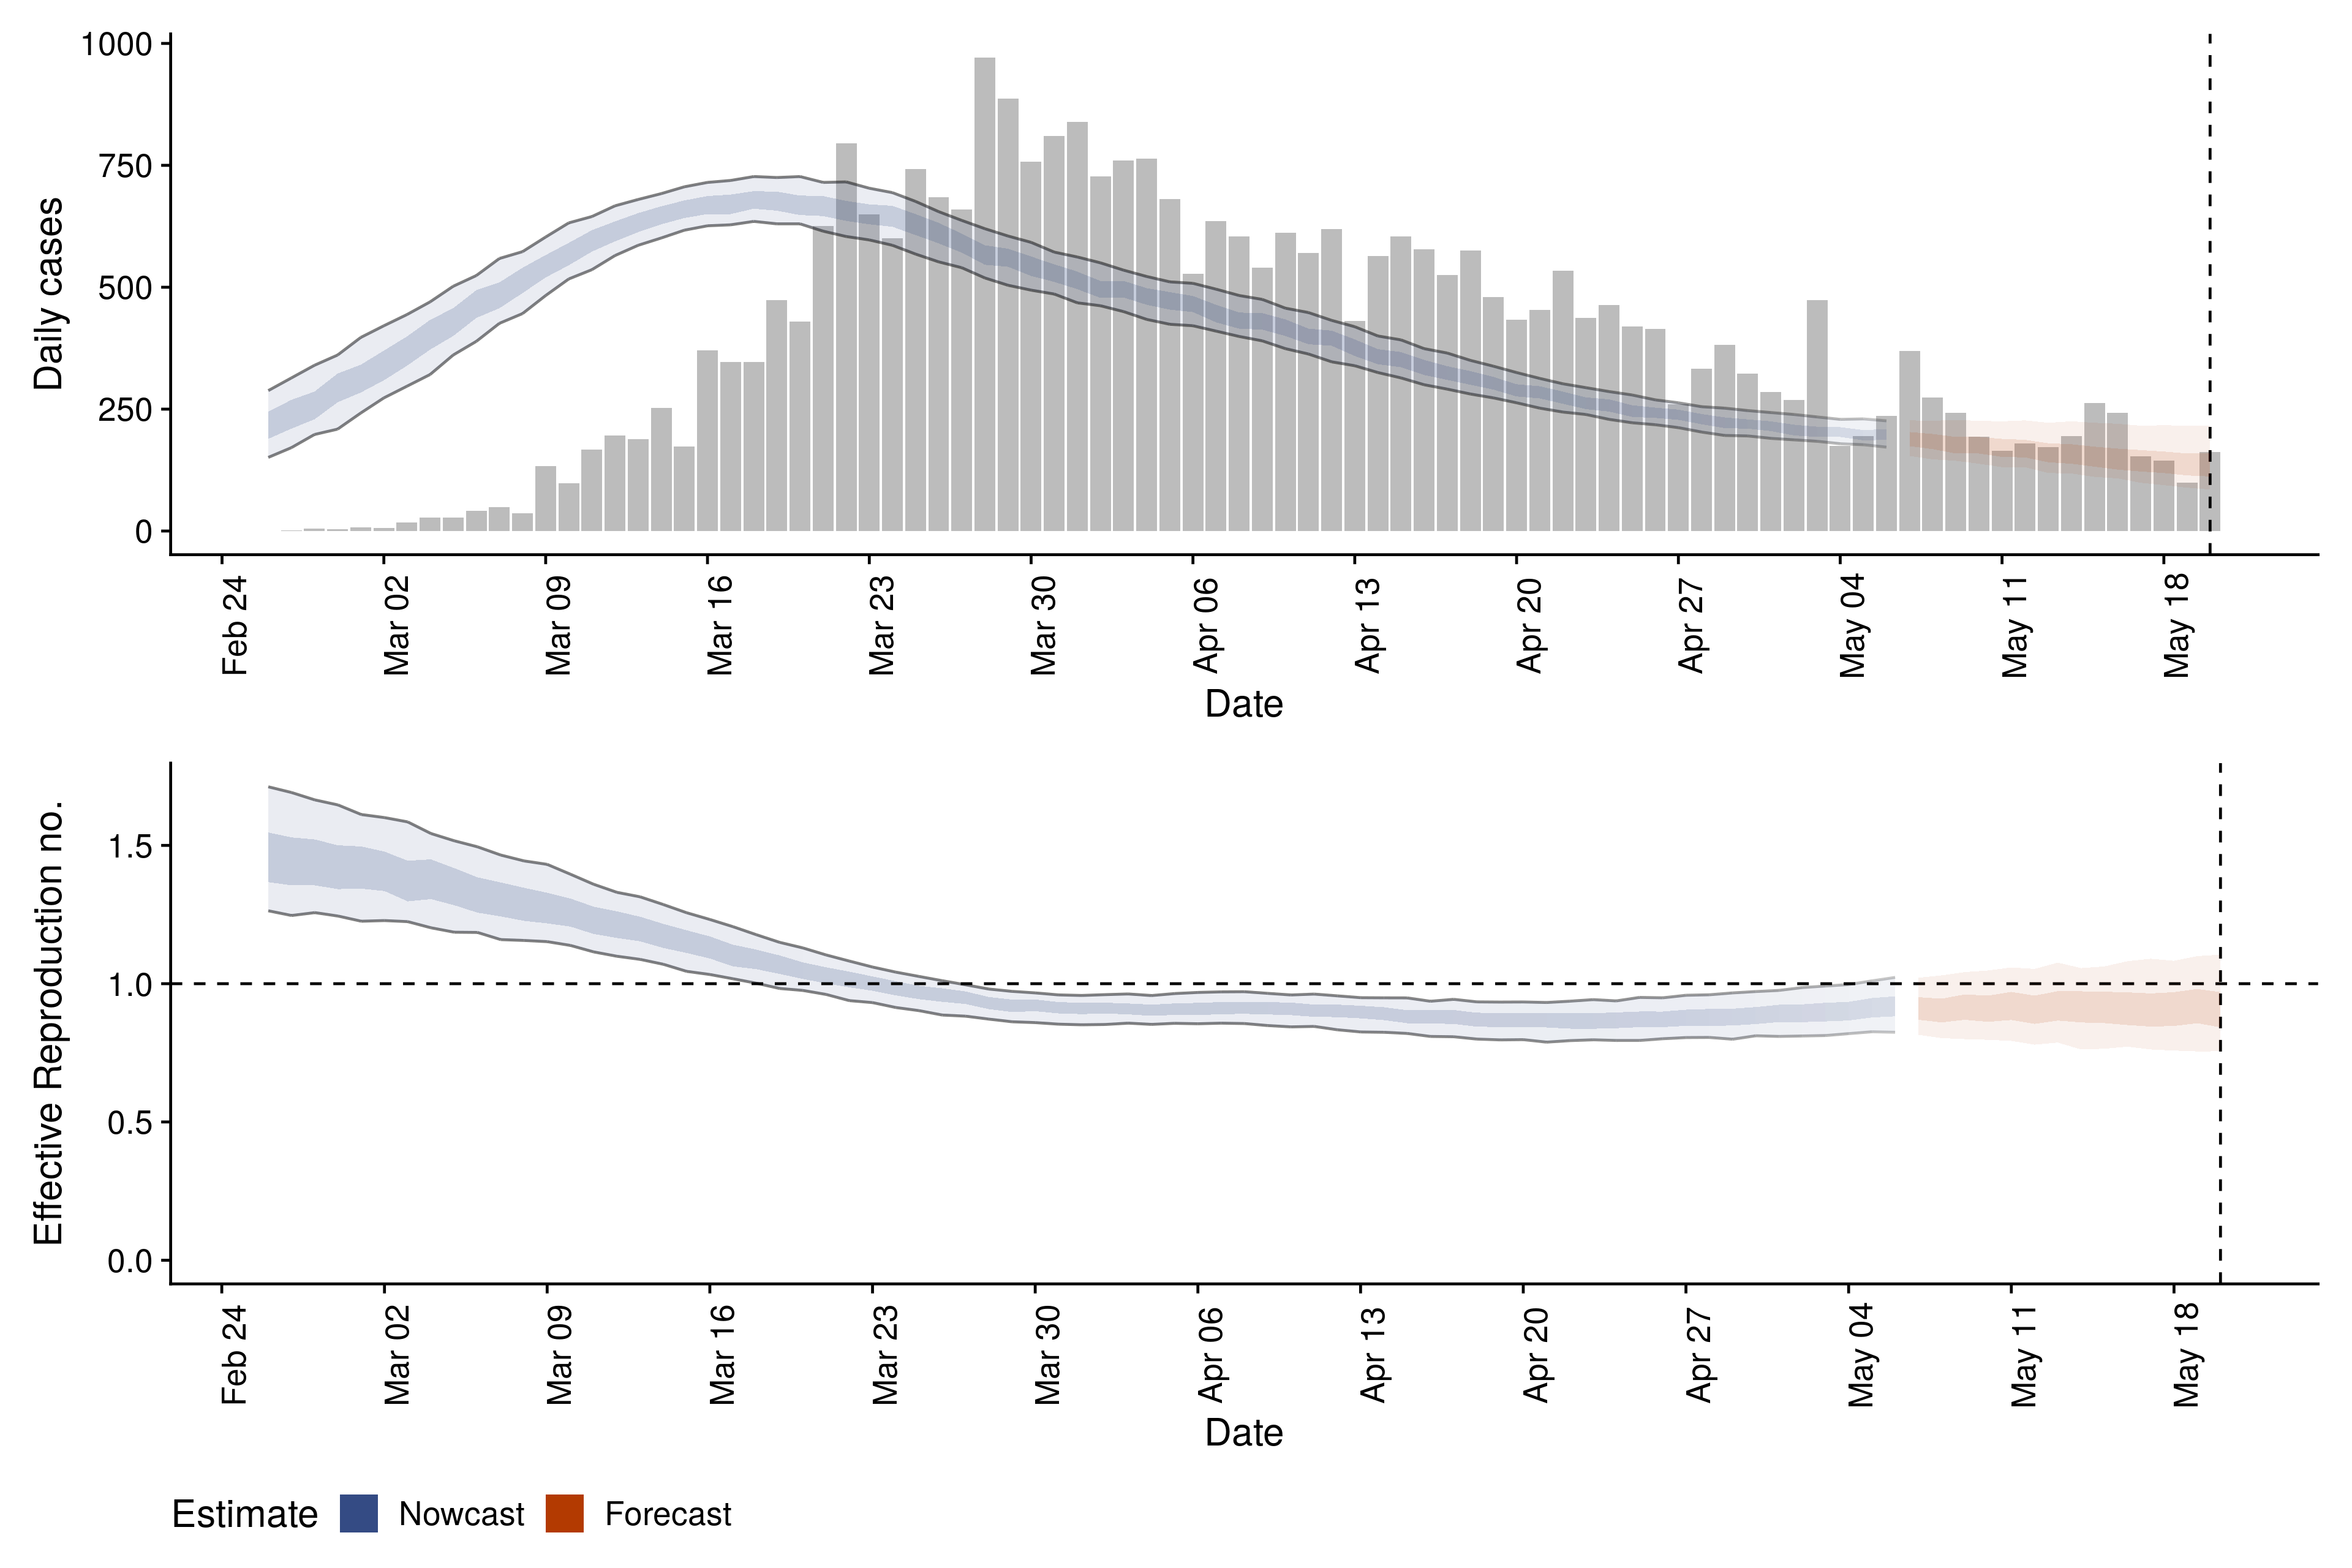 1000
750
500
250
0
Daily cases
Feb 24
Mar 02
Mar 09
Mar 16
Mar 23
Mar 30
Apr 06
Apr 13
Apr 20
Apr 27
May 04
May 11
May 18
Date
1.5
1.0
0.5
0.0
Effective Reproduction no.
Feb 24
Mar 02
Mar 09
Mar 16
Mar 23
Mar 30
Apr 06
Apr 13
Apr 20
Apr 27
May 04
May 11
May 18
Date
Estimate Nowcast Forecast